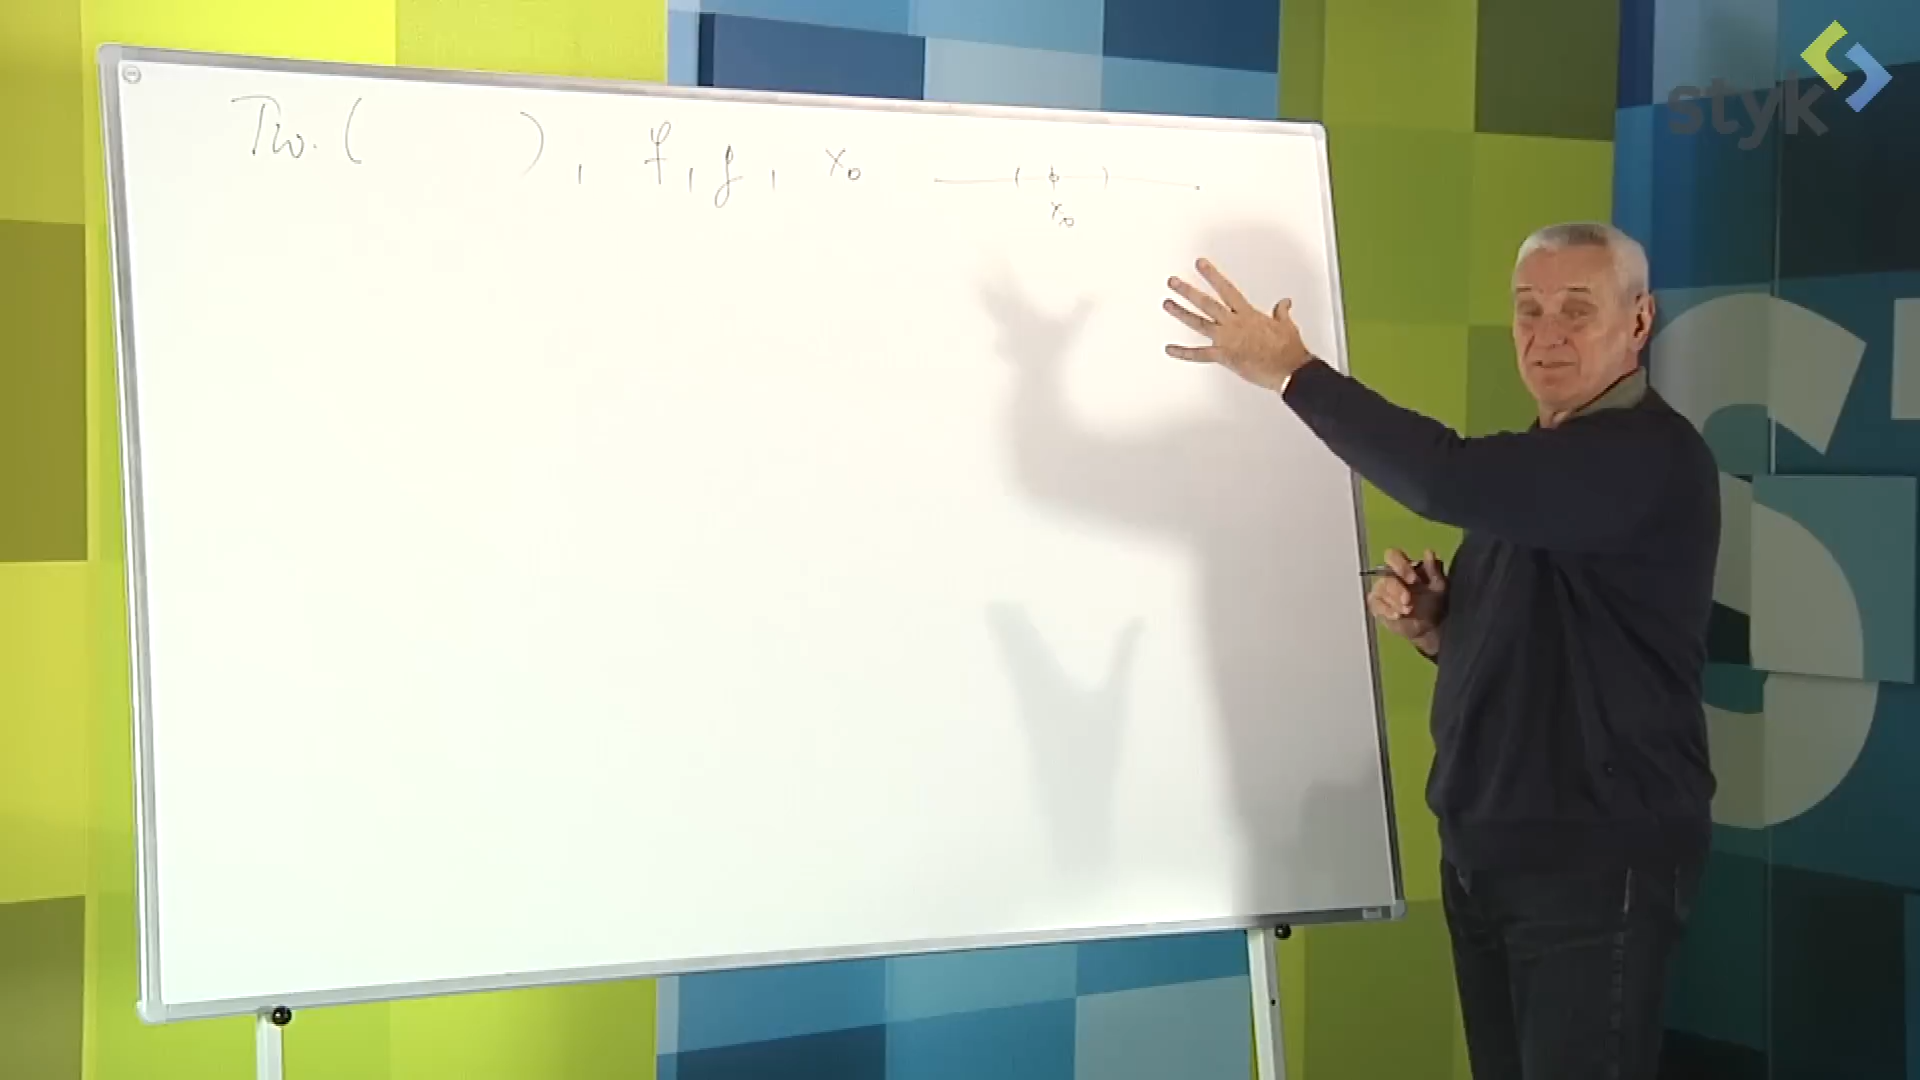 Tw. ( ), f, g, x₀
x₀
styk